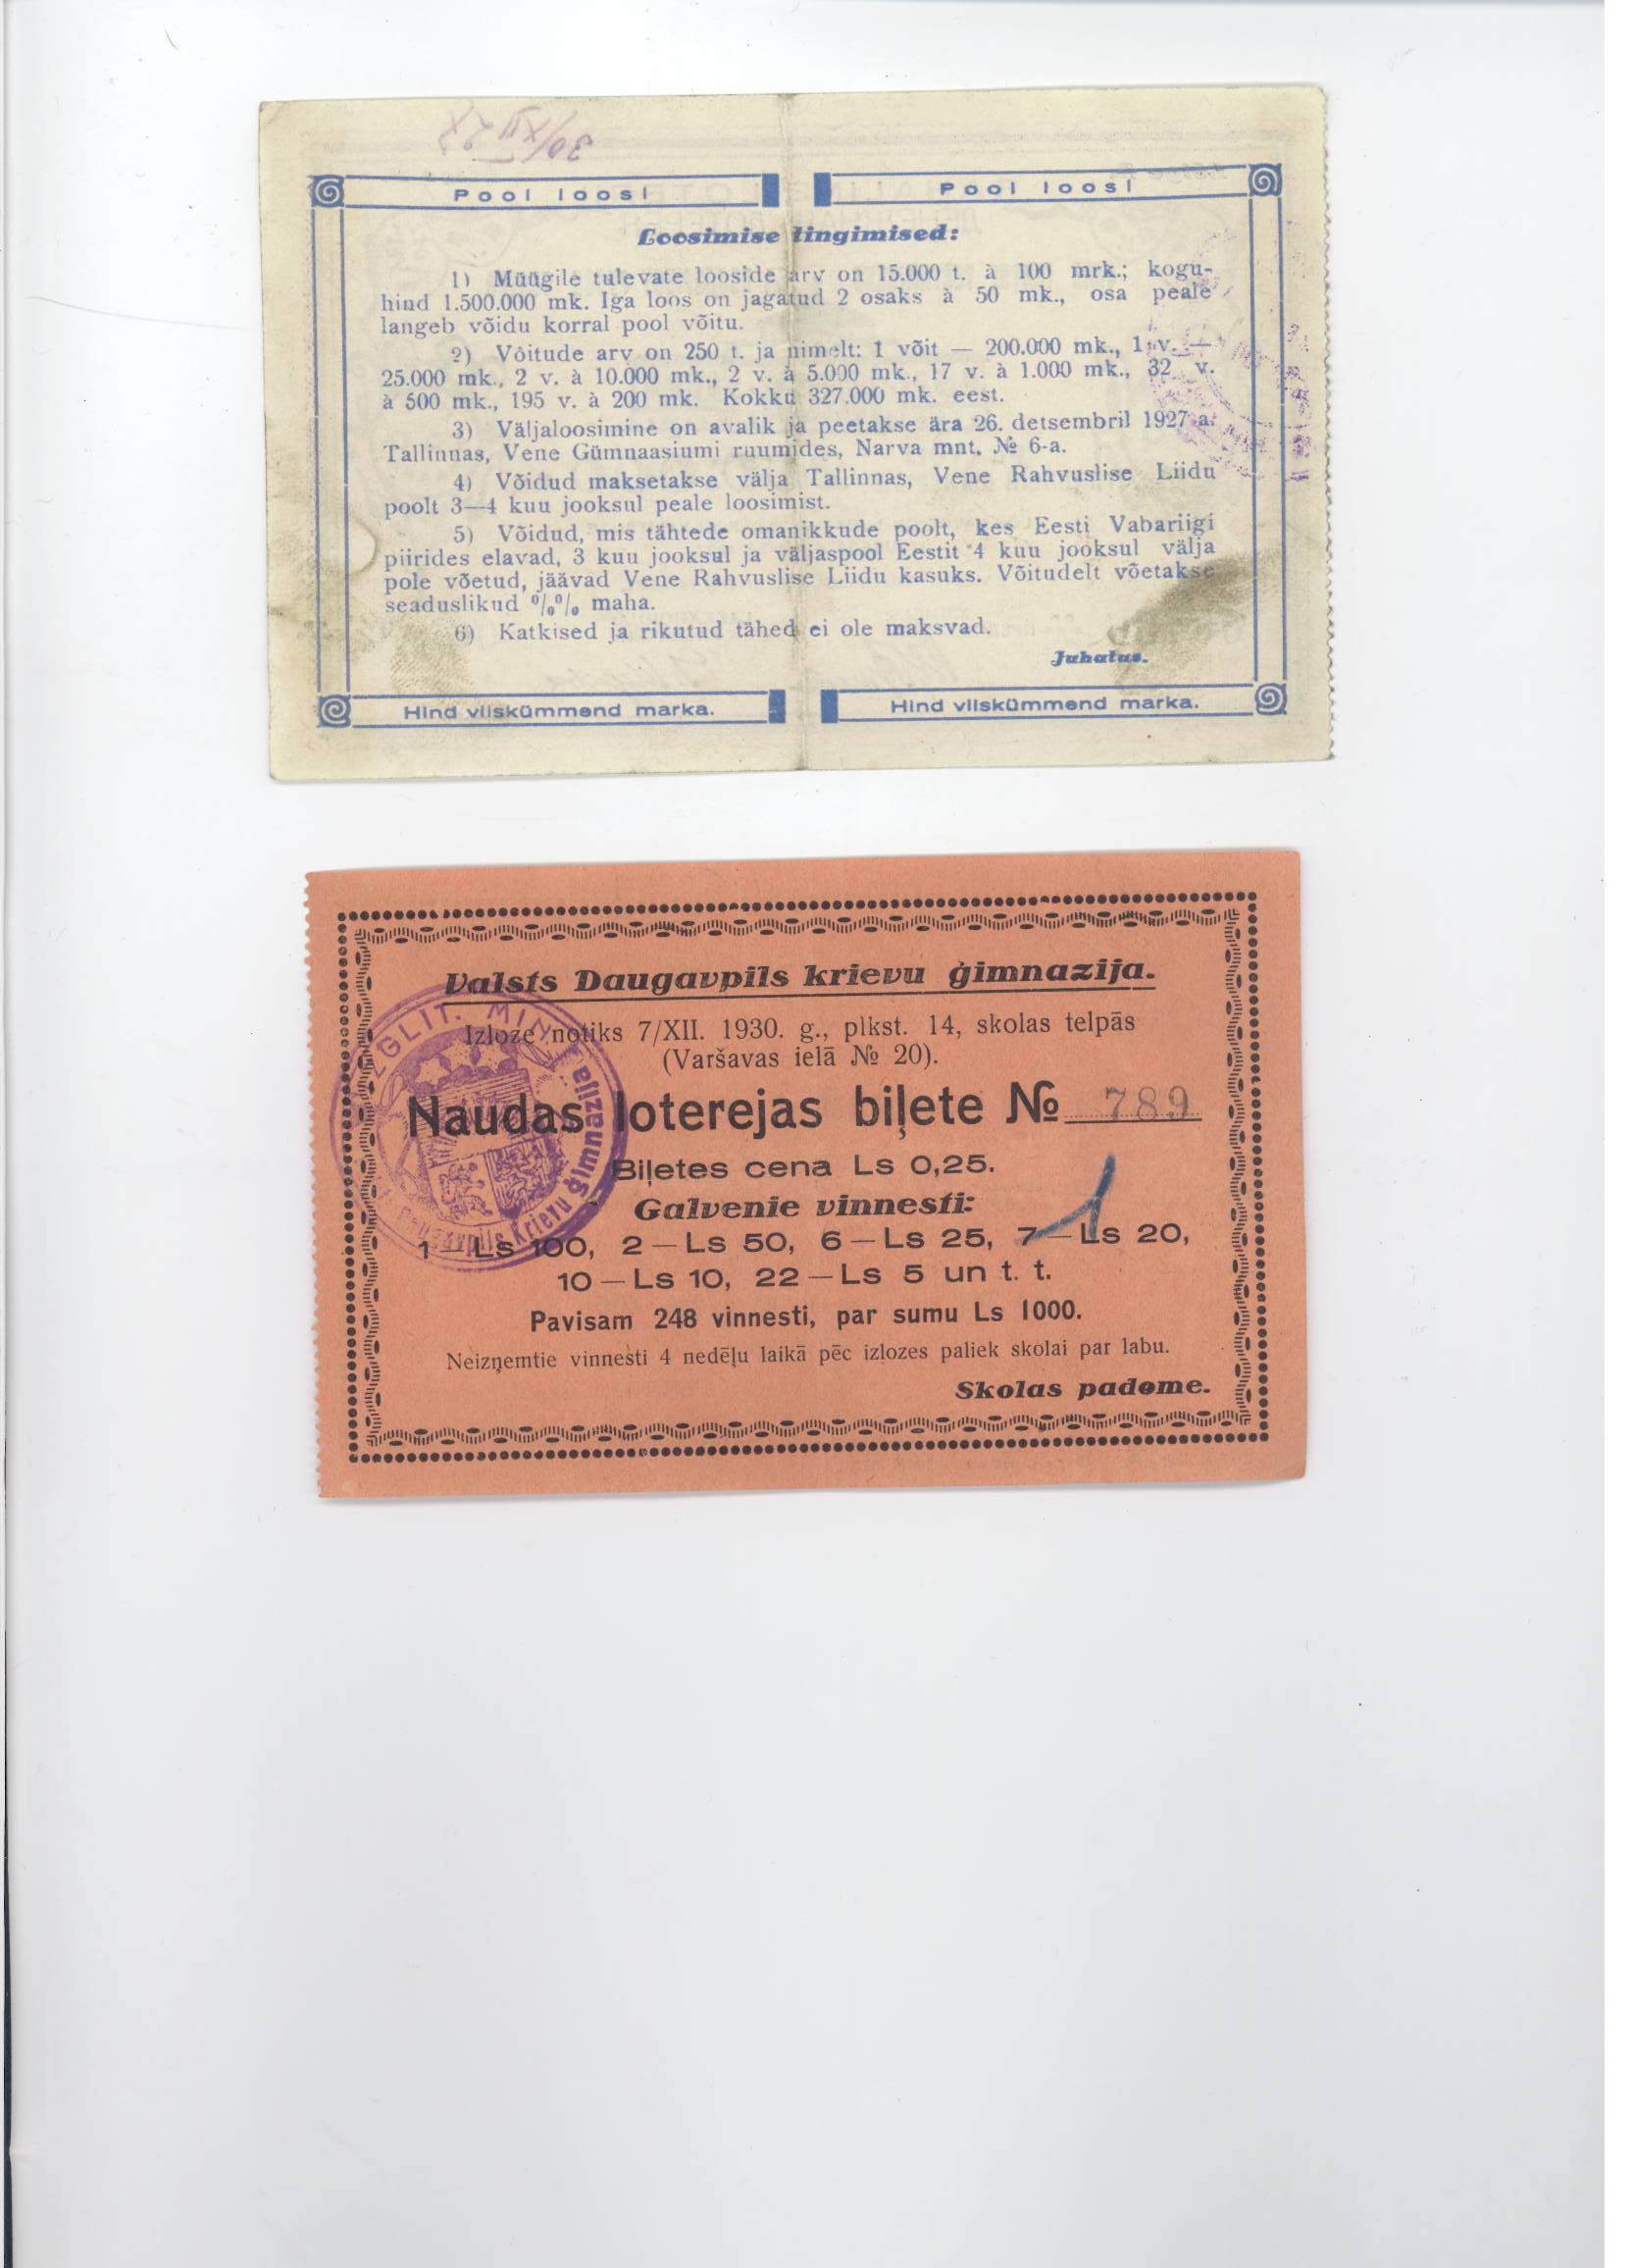 30/XII 27
Pool loosi Pool loosi
Loosimise tingimised:
1) Müügile tulevate looside arv on 15.000 t. à 100 mrk.; kogu-
hind 1.500.000 mk. Iga loos on jagatud 2 osaks à 50 mk., osa peale
langeb võidu korral pool võitu.
2) Võitude arv on 250 t. ja nimelt: 1 võit — 200.000 mk., 1 v. —
25.000 mk., 2 v. à 10.000 mk., 2 v. à 5.000 mk., 17 v. à 1.000 mk., 32 v.
à 500 mk., 195 v. à 200 mk. Kokku 327.000 mk. eest.
3) Väljaloosimine on avalik ja peetakse ära 26. detsembril 1927 a.
Tallinnas, Vene Gümnaasiumi ruumides, Narva mnt. № 6-a.
4) Võidud maksetakse välja Tallinnas, Vene Rahvuslise Liidu
poolt 3—4 kuu jooksul peale loosimist.
5) Võidud, mis tähtede omanikkude poolt, kes Eesti Vabariigi
piirides elavad, 3 kuu jooksul ja väljaspool Eestit 4 kuu jooksul välja
pole võetud, jäävad Vene Rahvuslise Liidu kasuks. Võitudelt võetakse
seaduslikud %% maha.
6) Katkised ja rikutud tähed ei ole maksvad.
Juhatus.
Hind viiskümmend marka. Hind viiskümmend marka.
Valsts Daugavpils krievu ģimnazija.
Izloze notiks 7/XII. 1930. g., plkst. 14, skolas telpās
(Varšavas ielā № 20).
Naudas loterejas biļete № 789
Biļetes cena Ls 0,25.
Galvenie vinnesti:
1 — Ls 100, 2 — Ls 50, 6 — Ls 25, 7 — Ls 20,
10 — Ls 10, 22 — Ls 5 un t. t.
Pavisam 248 vinnesti, par sumu Ls 1000.
Neizņemtie vinnesti 4 nedēļu laikā pēc izlozes paliek skolai par labu.
Skolas padome.
IZGLIT. MIN.
Daugavpils Krievu ģimnazija
1